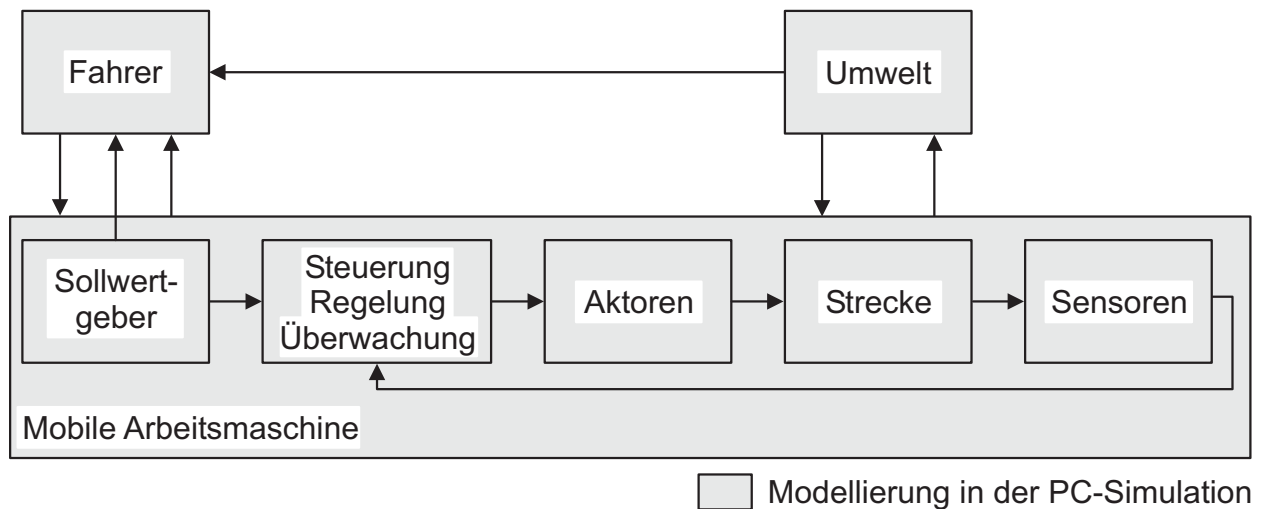 Fahrer
Umwelt
Sollwert-
geber
Steuerung
Regelung
Überwachung
Aktoren
Strecke
Sensoren
Mobile Arbeitsmaschine
Modellierung in der PC-Simulation